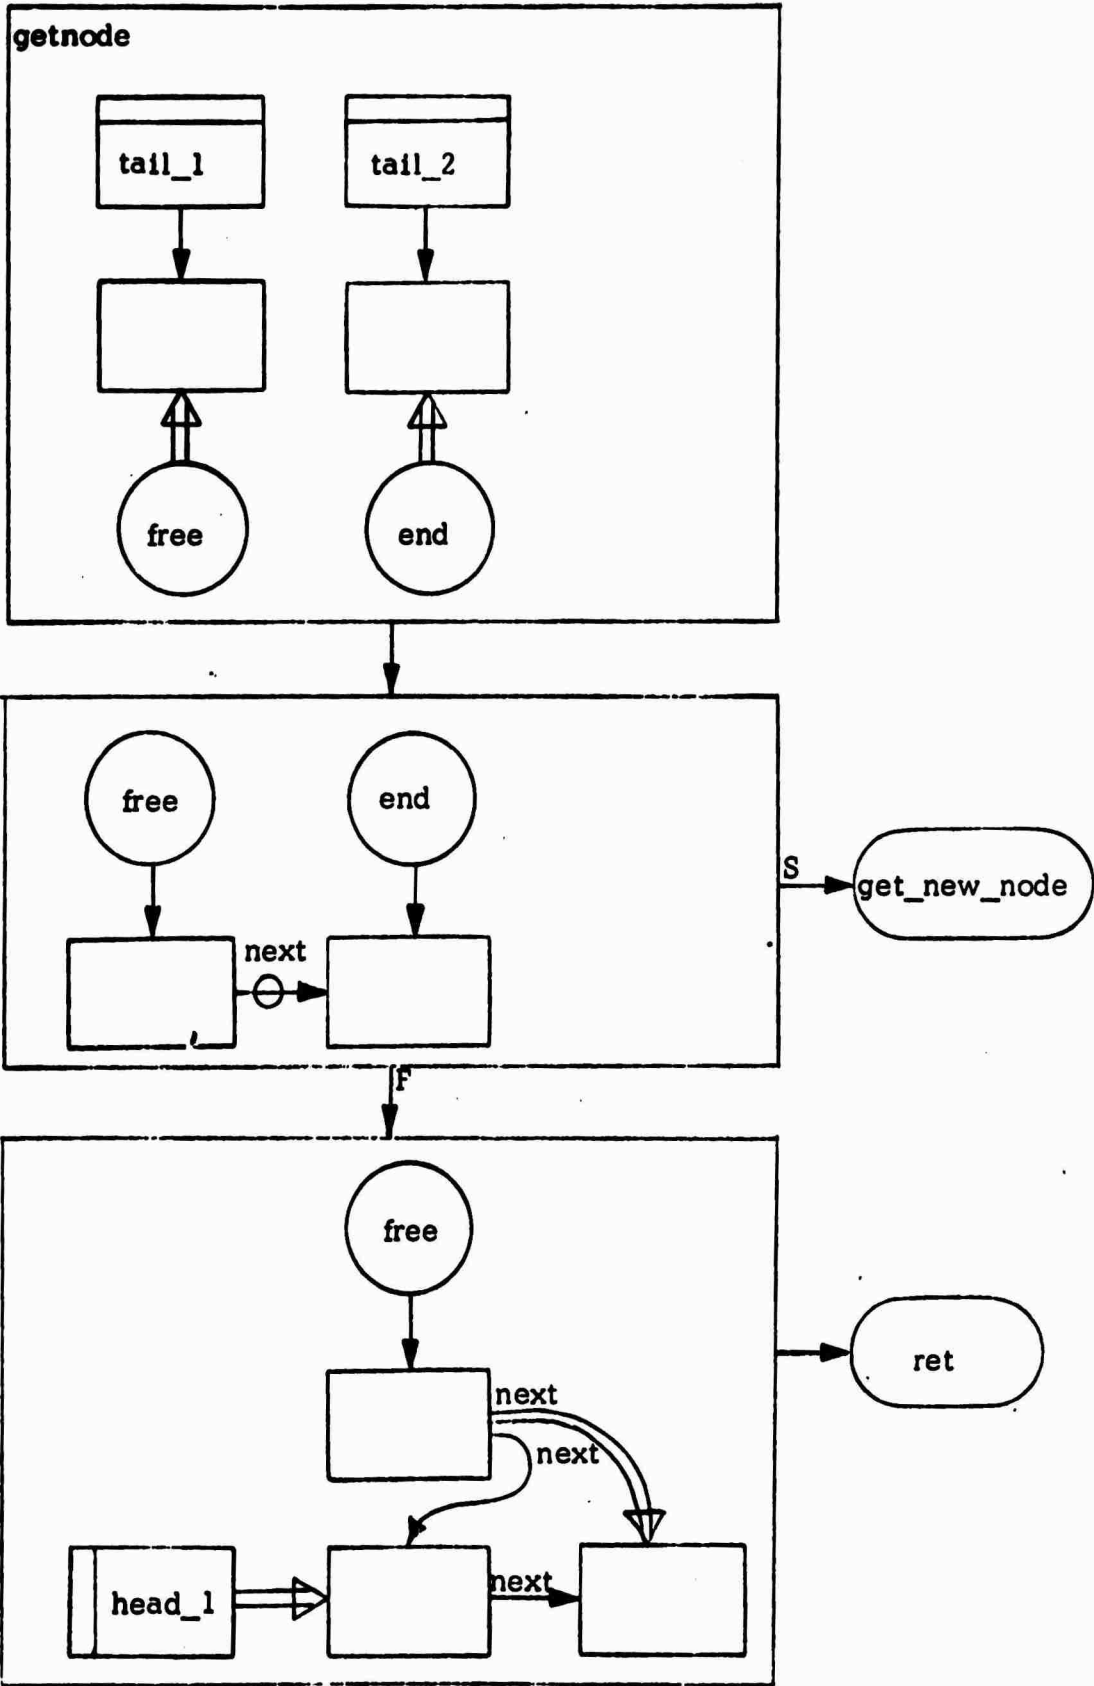 getnode
tail_1
tail_2
free
end
free
end
S
get_new_node
next
F
free
ret
next
next
head_1
next